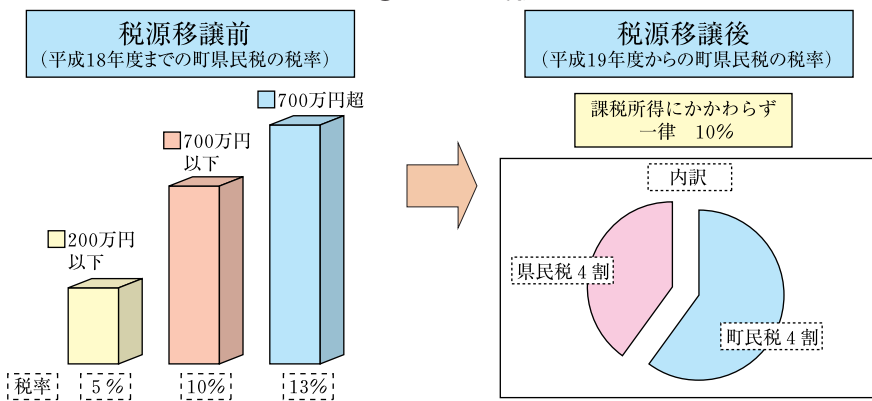 税源移譲前
(平成18年度までの町県民税の税率)
700万円超
700万円
以下
200万円
以下
税率
5%
10%
13%
税源移譲後
(平成19年度からの町県民税の税率)
課税所得にかかわらず
一律 10%
内訳
県民税4割
町民税4割